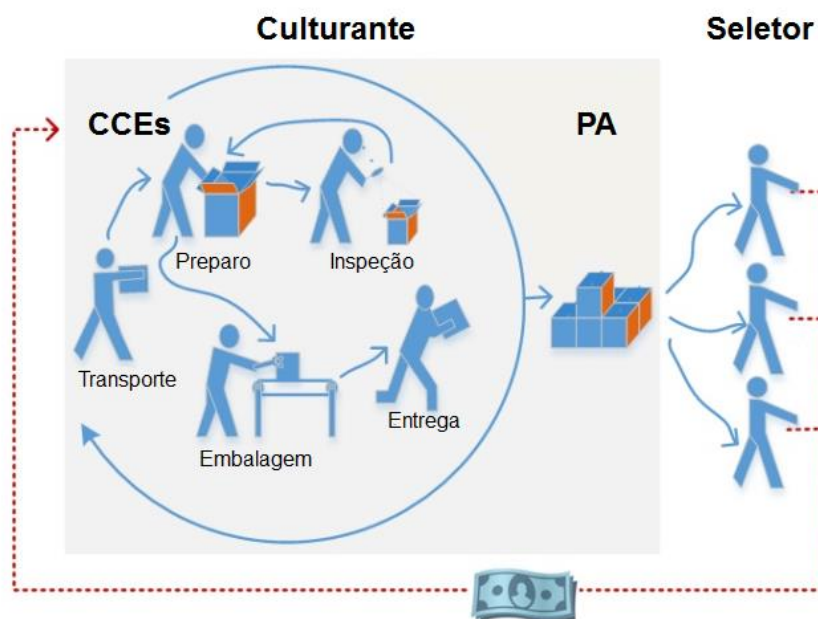 Culturante
Seletor
CCEs
PA
Preparo
Inspeção
Transporte
Embalagem
Entrega